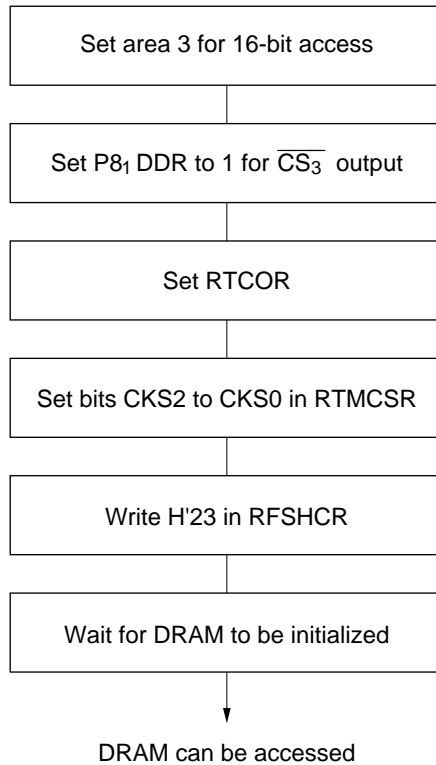 Set area 3 for 16-bit access
Set P8₁ DDR to 1 for C̅S̅₃̅ output
Set RTCOR
Set bits CKS2 to CKS0 in RTMCSR
Write H'23 in RFSHCR
Wait for DRAM to be initialized
DRAM can be accessed